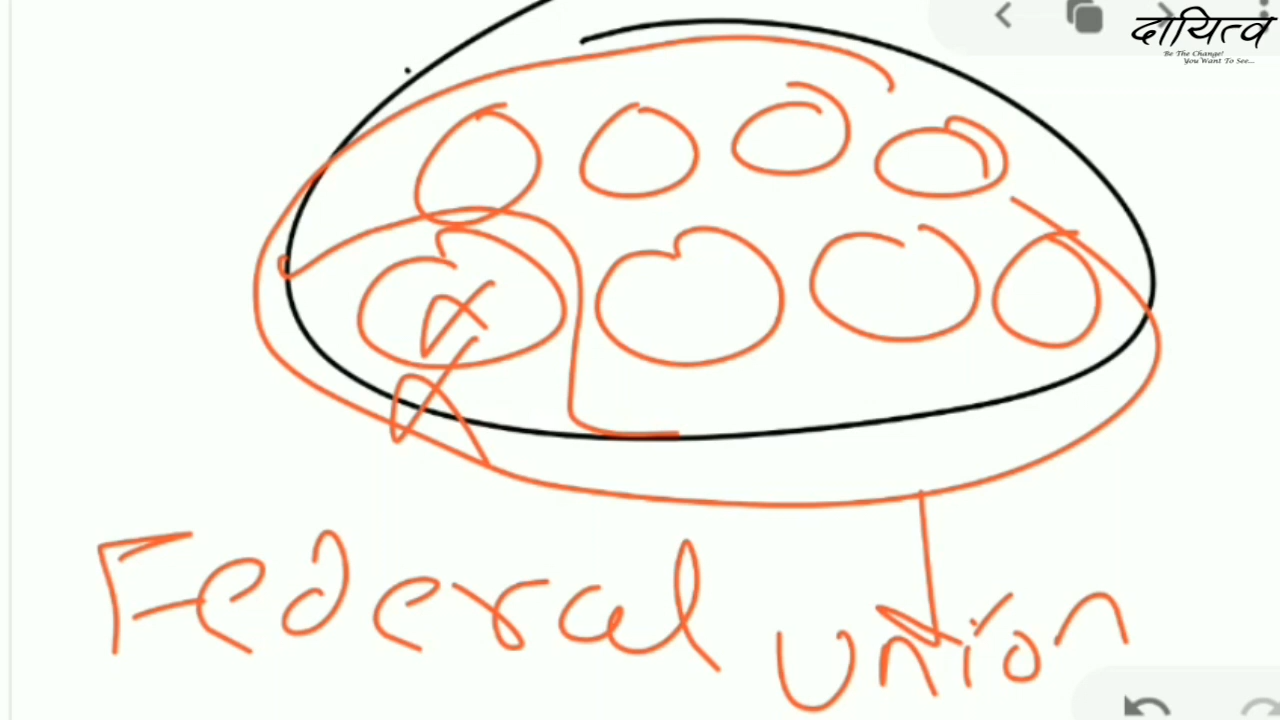 दायित्व
Be The Change!
You Want To See...
A
A
Federal Union